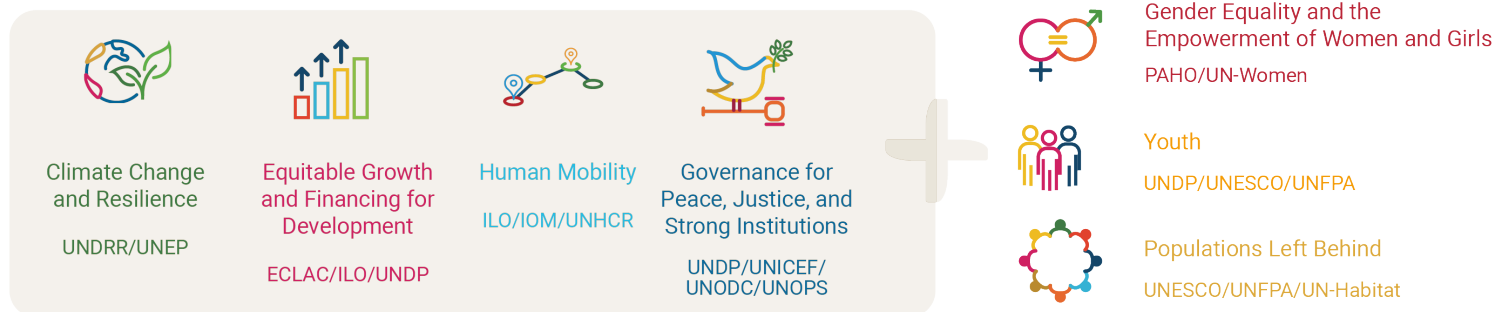 Climate Change
and Resilience
UNDRR/UNEP
Equitable Growth
and Financing for
Development
ECLAC/ILO/UNDP
Human Mobility
ILO/IOM/UNHCR
Governance for
Peace, Justice, and
Strong Institutions
UNDP/UNICEF/
UNODC/UNOPS
Gender Equality and the
Empowerment of Women and Girls
PAHO/UN-Women
Youth
UNDP/UNESCO/UNFPA
Populations Left Behind
UNESCO/UNFPA/UN-Habitat